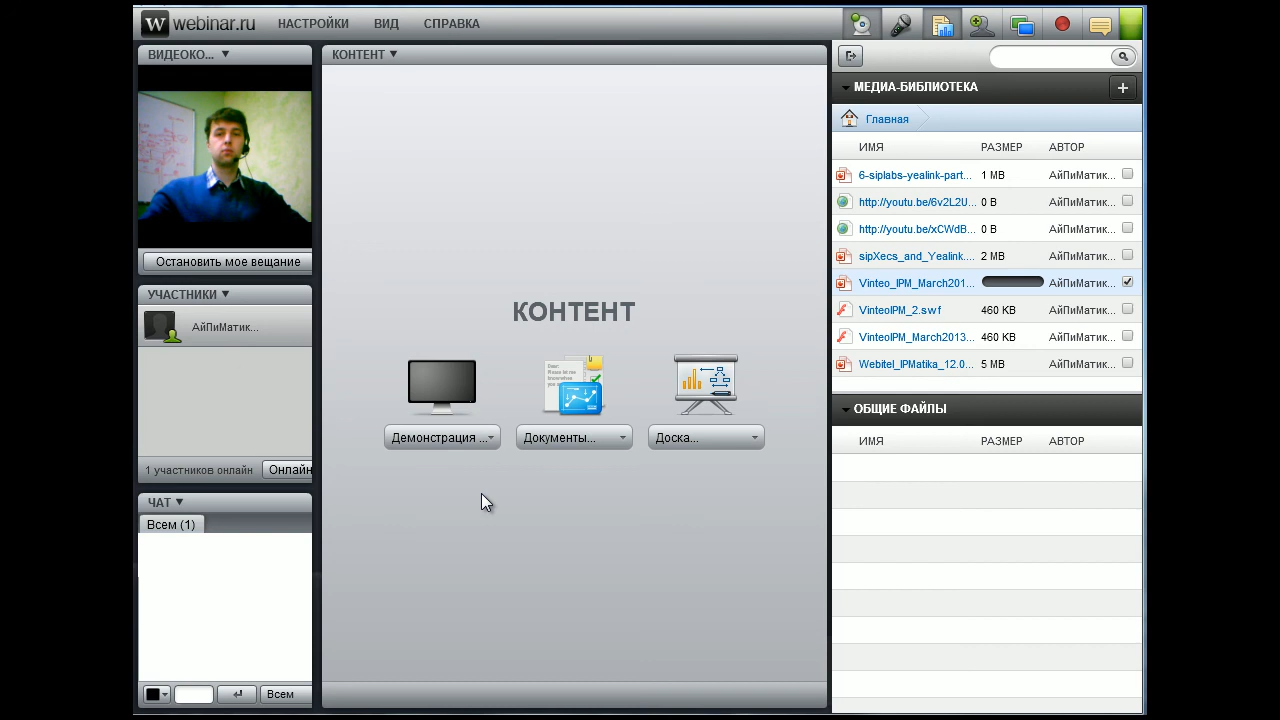 W webinar.ru НАСТРОЙКИ ВИД СПРАВКА
ВИДЕОКО...
Остановить мое вещание
УЧАСТНИКИ
АйПиМатик...
1 участников онлайн Онлайн
ЧАТ
Всем (1)
Всем
КОНТЕНТ
КОНТЕНТ
Демонстрация ... Документы... Доска...
МЕДИА-БИБЛИОТЕКА
Главная
ИМЯ РАЗМЕР АВТОР
6-siplabs-yealink-part... 1 MB АйПиМатик...
http://youtu.be/6v2L2U... 0 B АйПиМатик...
http://youtu.be/xCWdB... 0 B АйПиМатик...
sipXecs_and_Yealink.... 2 MB АйПиМатик...
Vinteo_IPM_March201... АйПиМатик...
VinteoIPM_2.swf 460 KB АйПиМатик...
VinteoIPM_March2013... 460 KB АйПиМатик...
Webitel_IPMatika_12.0... 5 MB АйПиМатик...
ОБЩИЕ ФАЙЛЫ
ИМЯ РАЗМЕР АВТОР